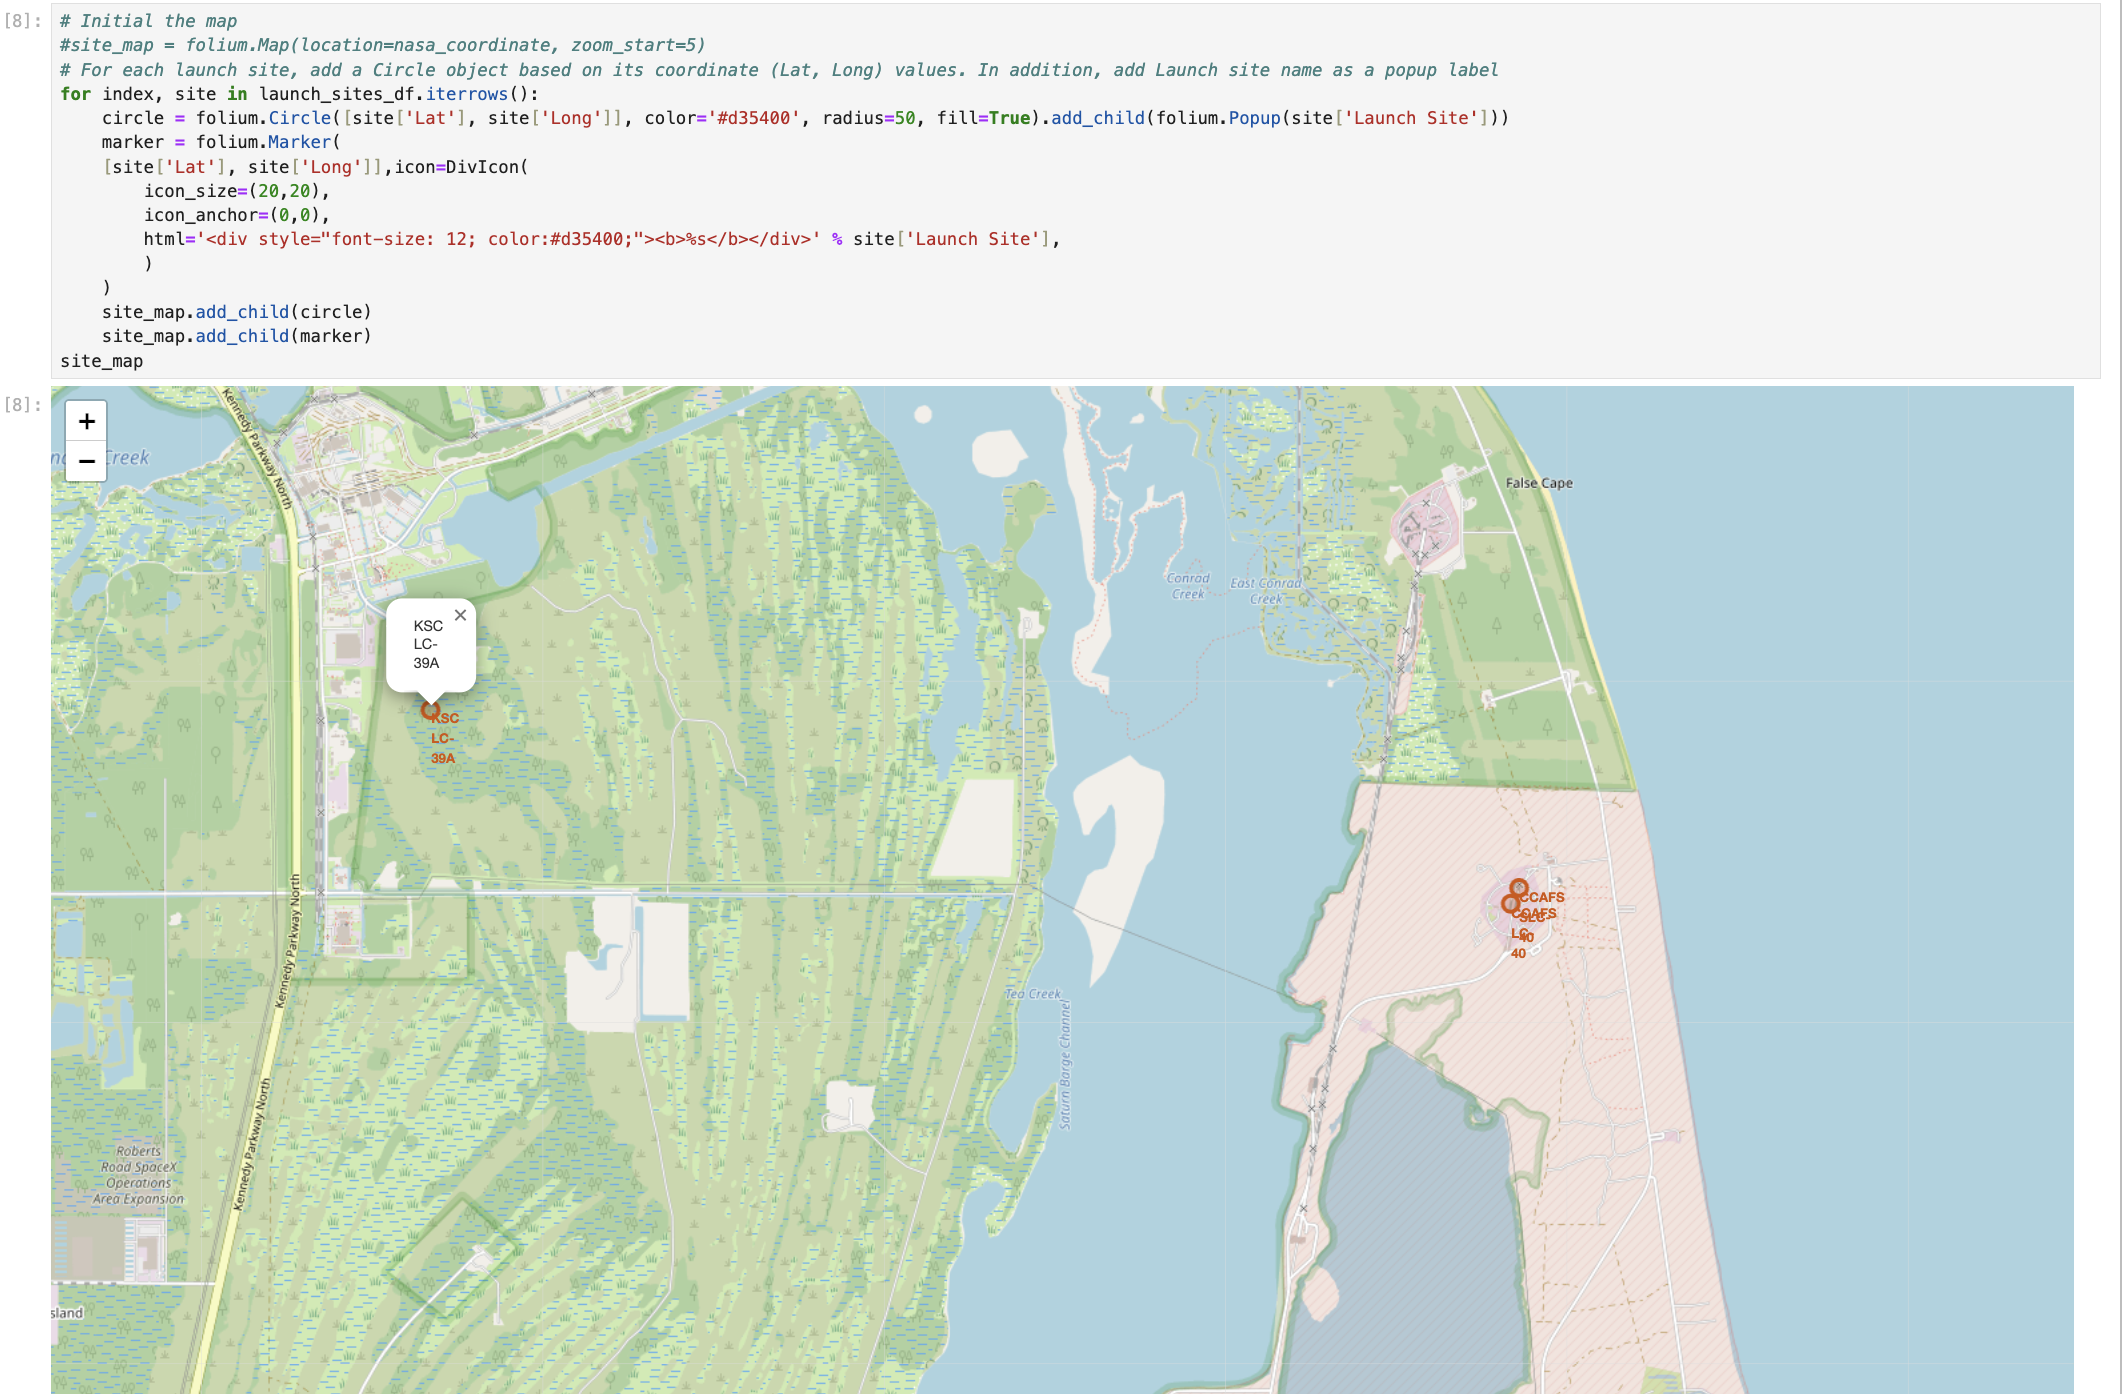 [8]:
# Initial the map
#site_map = folium.Map(location=nasa_coordinate, zoom_start=5)
# For each launch site, add a Circle object based on its coordinate (Lat, Long) values. In addition, add Launch site name as a popup label
for index, site in launch_sites_df.iterrows():
    circle = folium.Circle([site['Lat'], site['Long']], color='#d35400', radius=50, fill=True).add_child(folium.Popup(site['Launch Site']))
    marker = folium.Marker(
    [site['Lat'], site['Long']],icon=DivIcon(
        icon_size=(20,20),
        icon_anchor=(0,0),
        html='<div style="font-size: 12; color:#d35400;"><b>%s</b></div>' % site['Launch Site'],
        )
    )
    site_map.add_child(circle)
    site_map.add_child(marker)
site_map
[8]:
+
−
Creek
Kennedy Parkway North
False Cape
Conrad
Creek
East Conrad
Creek
KSC
LC-
39A
×
KSC
LC-
39A
Kennedy Parkway North
CCAFS
SLC-
40
CCAFS
LC-
40
Tea Creek
Saturn Barge Channel
Kennedy Parkway North
Roberts
Road SpaceX
Operations
Area Expansion
sland